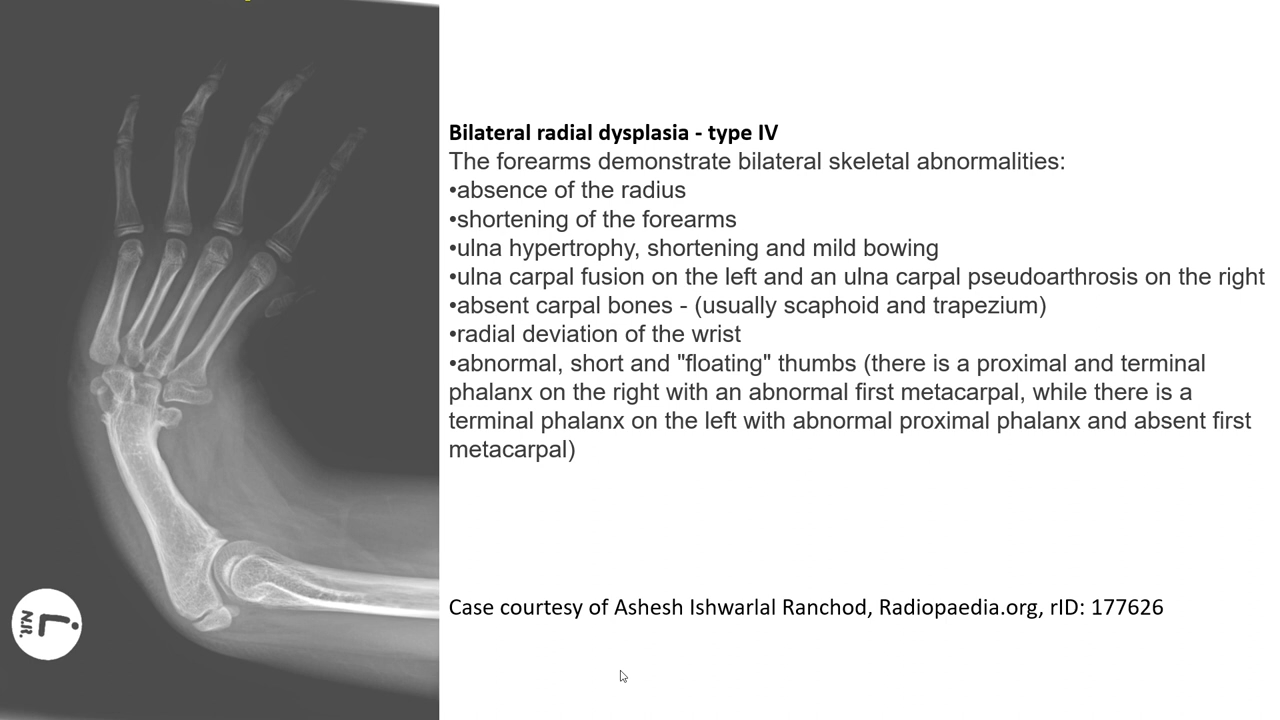 Bilateral radial dysplasia - type IV
The forearms demonstrate bilateral skeletal abnormalities:
•absence of the radius
•shortening of the forearms
•ulna hypertrophy, shortening and mild bowing
•ulna carpal fusion on the left and an ulna carpal pseudoarthrosis on the right
•absent carpal bones - (usually scaphoid and trapezium)
•radial deviation of the wrist
•abnormal, short and "floating" thumbs (there is a proximal and terminal
phalanx on the right with an abnormal first metacarpal, while there is a
terminal phalanx on the left with abnormal proximal phalanx and absent first
metacarpal)
L
N.R.
Case courtesy of Ashesh Ishwarlal Ranchod, Radiopaedia.org, rID: 177626